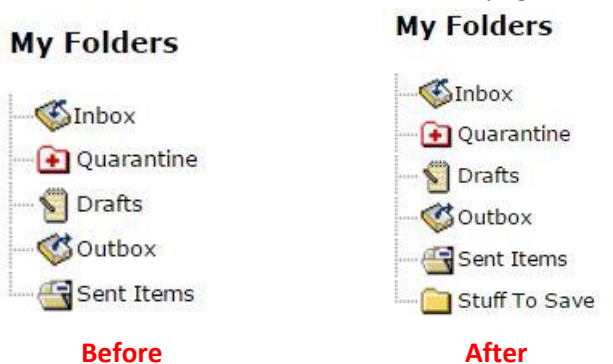 My Folders
Inbox
Quarantine
Drafts
Outbox
Sent Items
Before
My Folders
Inbox
Quarantine
Drafts
Outbox
Sent Items
Stuff To Save
After